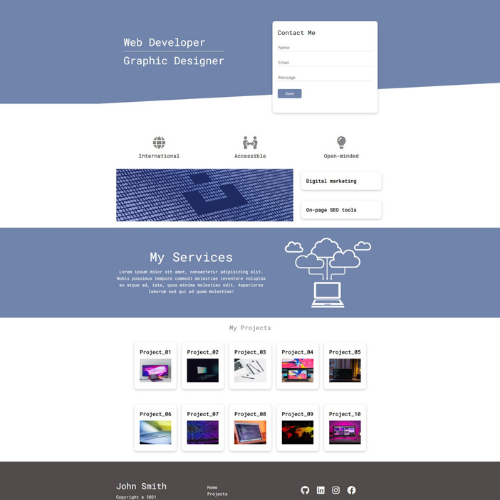 Web Developer
Graphic Designer
Contact Me
Name
Email
Message
Send
International
Accessible
Open-minded
Digital marketing
On-page SEO tools
My Services
Lorem ipsum dolor sit amet, consectetur adipisicing elit.
Nobis possimus tempore commodi molestiae inventore voluptas
ex atque ad, iste, quos minima molestias odit. Asperiores
laborum sed qui ad quae molestiae!
My Projects
Project_01
Project_02
Project_03
Project_04
Project_05
Project_06
Project_07
Project_08
Project_09
Project_10
John Smith
Copyright © 2021
Home
Projects